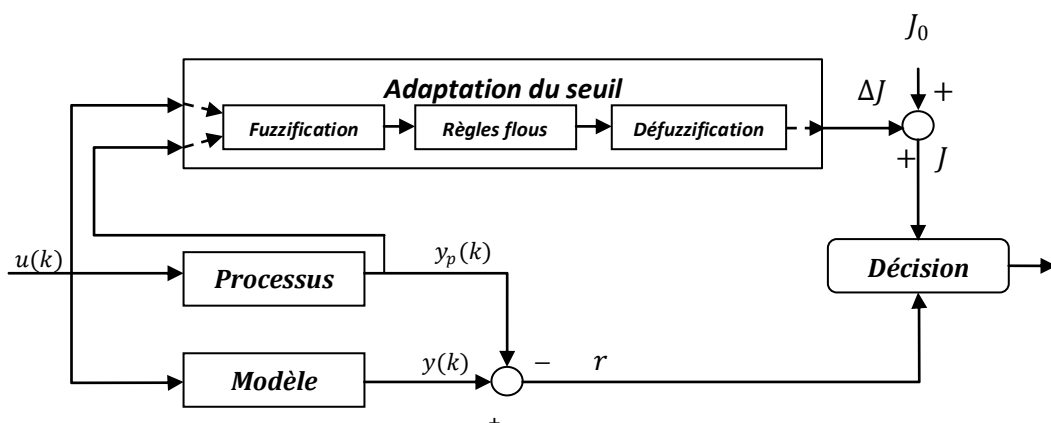 J₀
Adaptation du seuil
ΔJ +
Fuzzification Règles flous Défuzzification
+ J
u(k) Processus yₚ(k) Décision
Modèle y(k) − r
+